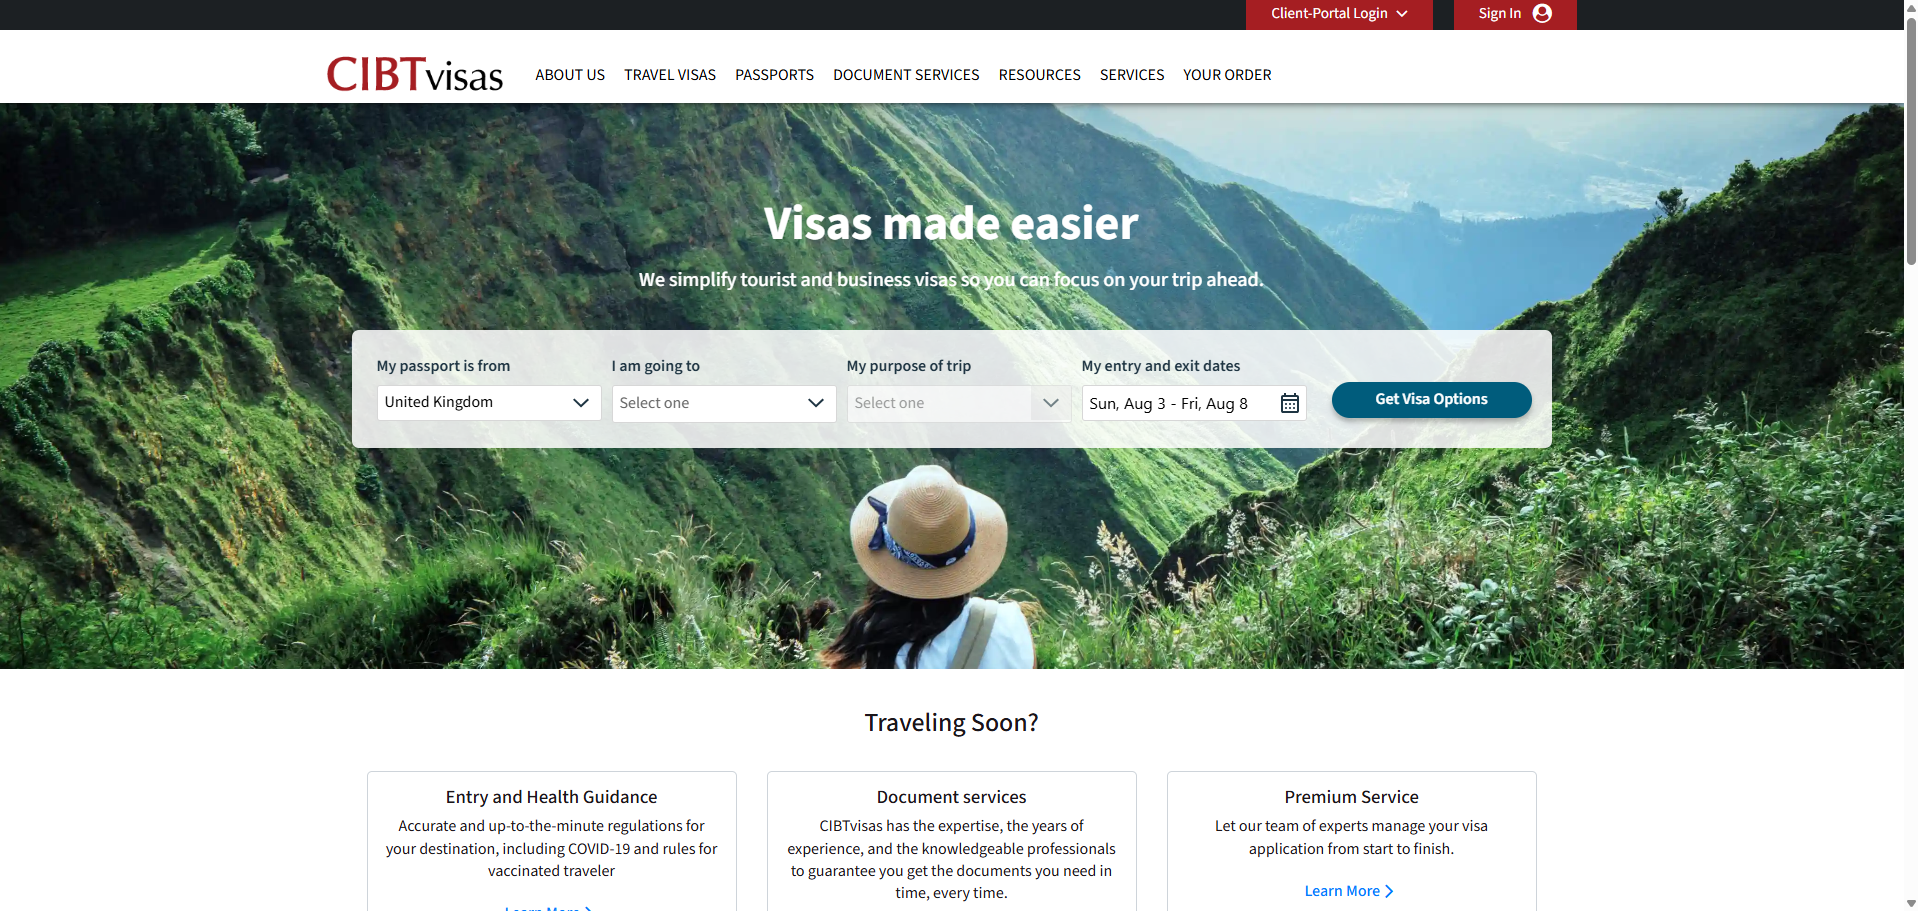 Client-Portal Login
Sign In
CIBTvisas
ABOUT US
TRAVEL VISAS
PASSPORTS
DOCUMENT SERVICES
RESOURCES
SERVICES
YOUR ORDER
Visas made easier
We simplify tourist and business visas so you can focus on your trip ahead.
My passport is from
United Kingdom
I am going to
Select one
My purpose of trip
Select one
My entry and exit dates
Sun, Aug 3 - Fri, Aug 8
Get Visa Options
Traveling Soon?
Entry and Health Guidance
Accurate and up-to-the-minute regulations for
your destination, including COVID-19 and rules for
vaccinated traveler
Learn More
Document services
CIBTvisas has the expertise, the years of
experience, and the knowledgeable professionals
to guarantee you get the documents you need in
time, every time.
Premium Service
Let our team of experts manage your visa
application from start to finish.
Learn More